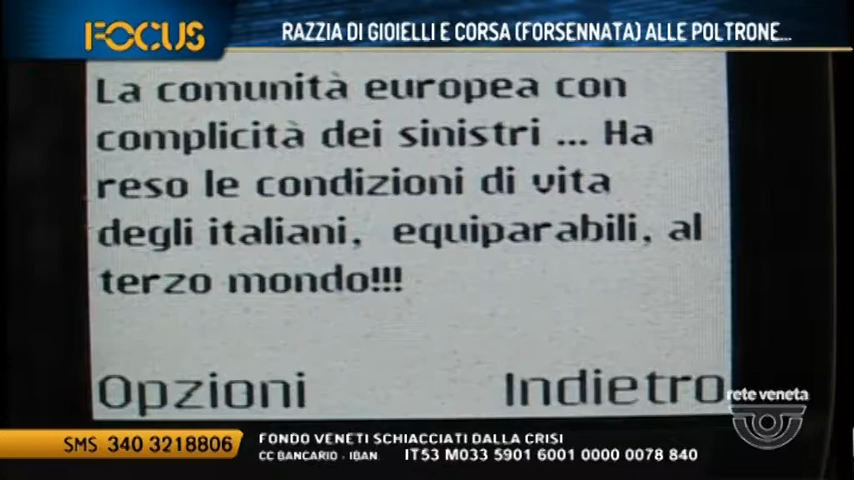 FOCUS
RAZZIA DI GIOIELLI E CORSA (FORSENNATA) ALLE POLTRONE...
La comunità europea con
complicità dei sinistri ... Ha
reso le condizioni di vita
degli italiani, equiparabili, al
terzo mondo!!!
Opzioni Indietro
rete veneta
SMS 340 3218806
FONDO VENETI SCHIACCIATI DALLA CRISI
CC BANCARIO - IBAN IT53 M033 5901 6001 0000 0078 840